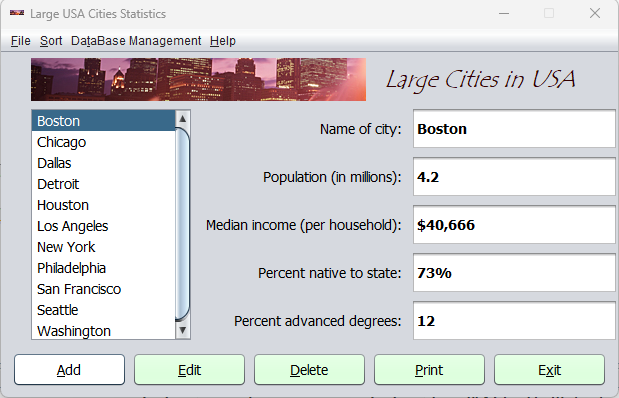 Large USA Cities Statistics
File Sort DataBase Management Help
Large Cities in USA
Boston
Chicago
Dallas
Detroit
Houston
Los Angeles
New York
Philadelphia
San Francisco
Seattle
Washington
Name of city: Boston
Population (in millions): 4.2
Median income (per household): $40,666
Percent native to state: 73%
Percent advanced degrees: 12
Add Edit Delete Print Exit